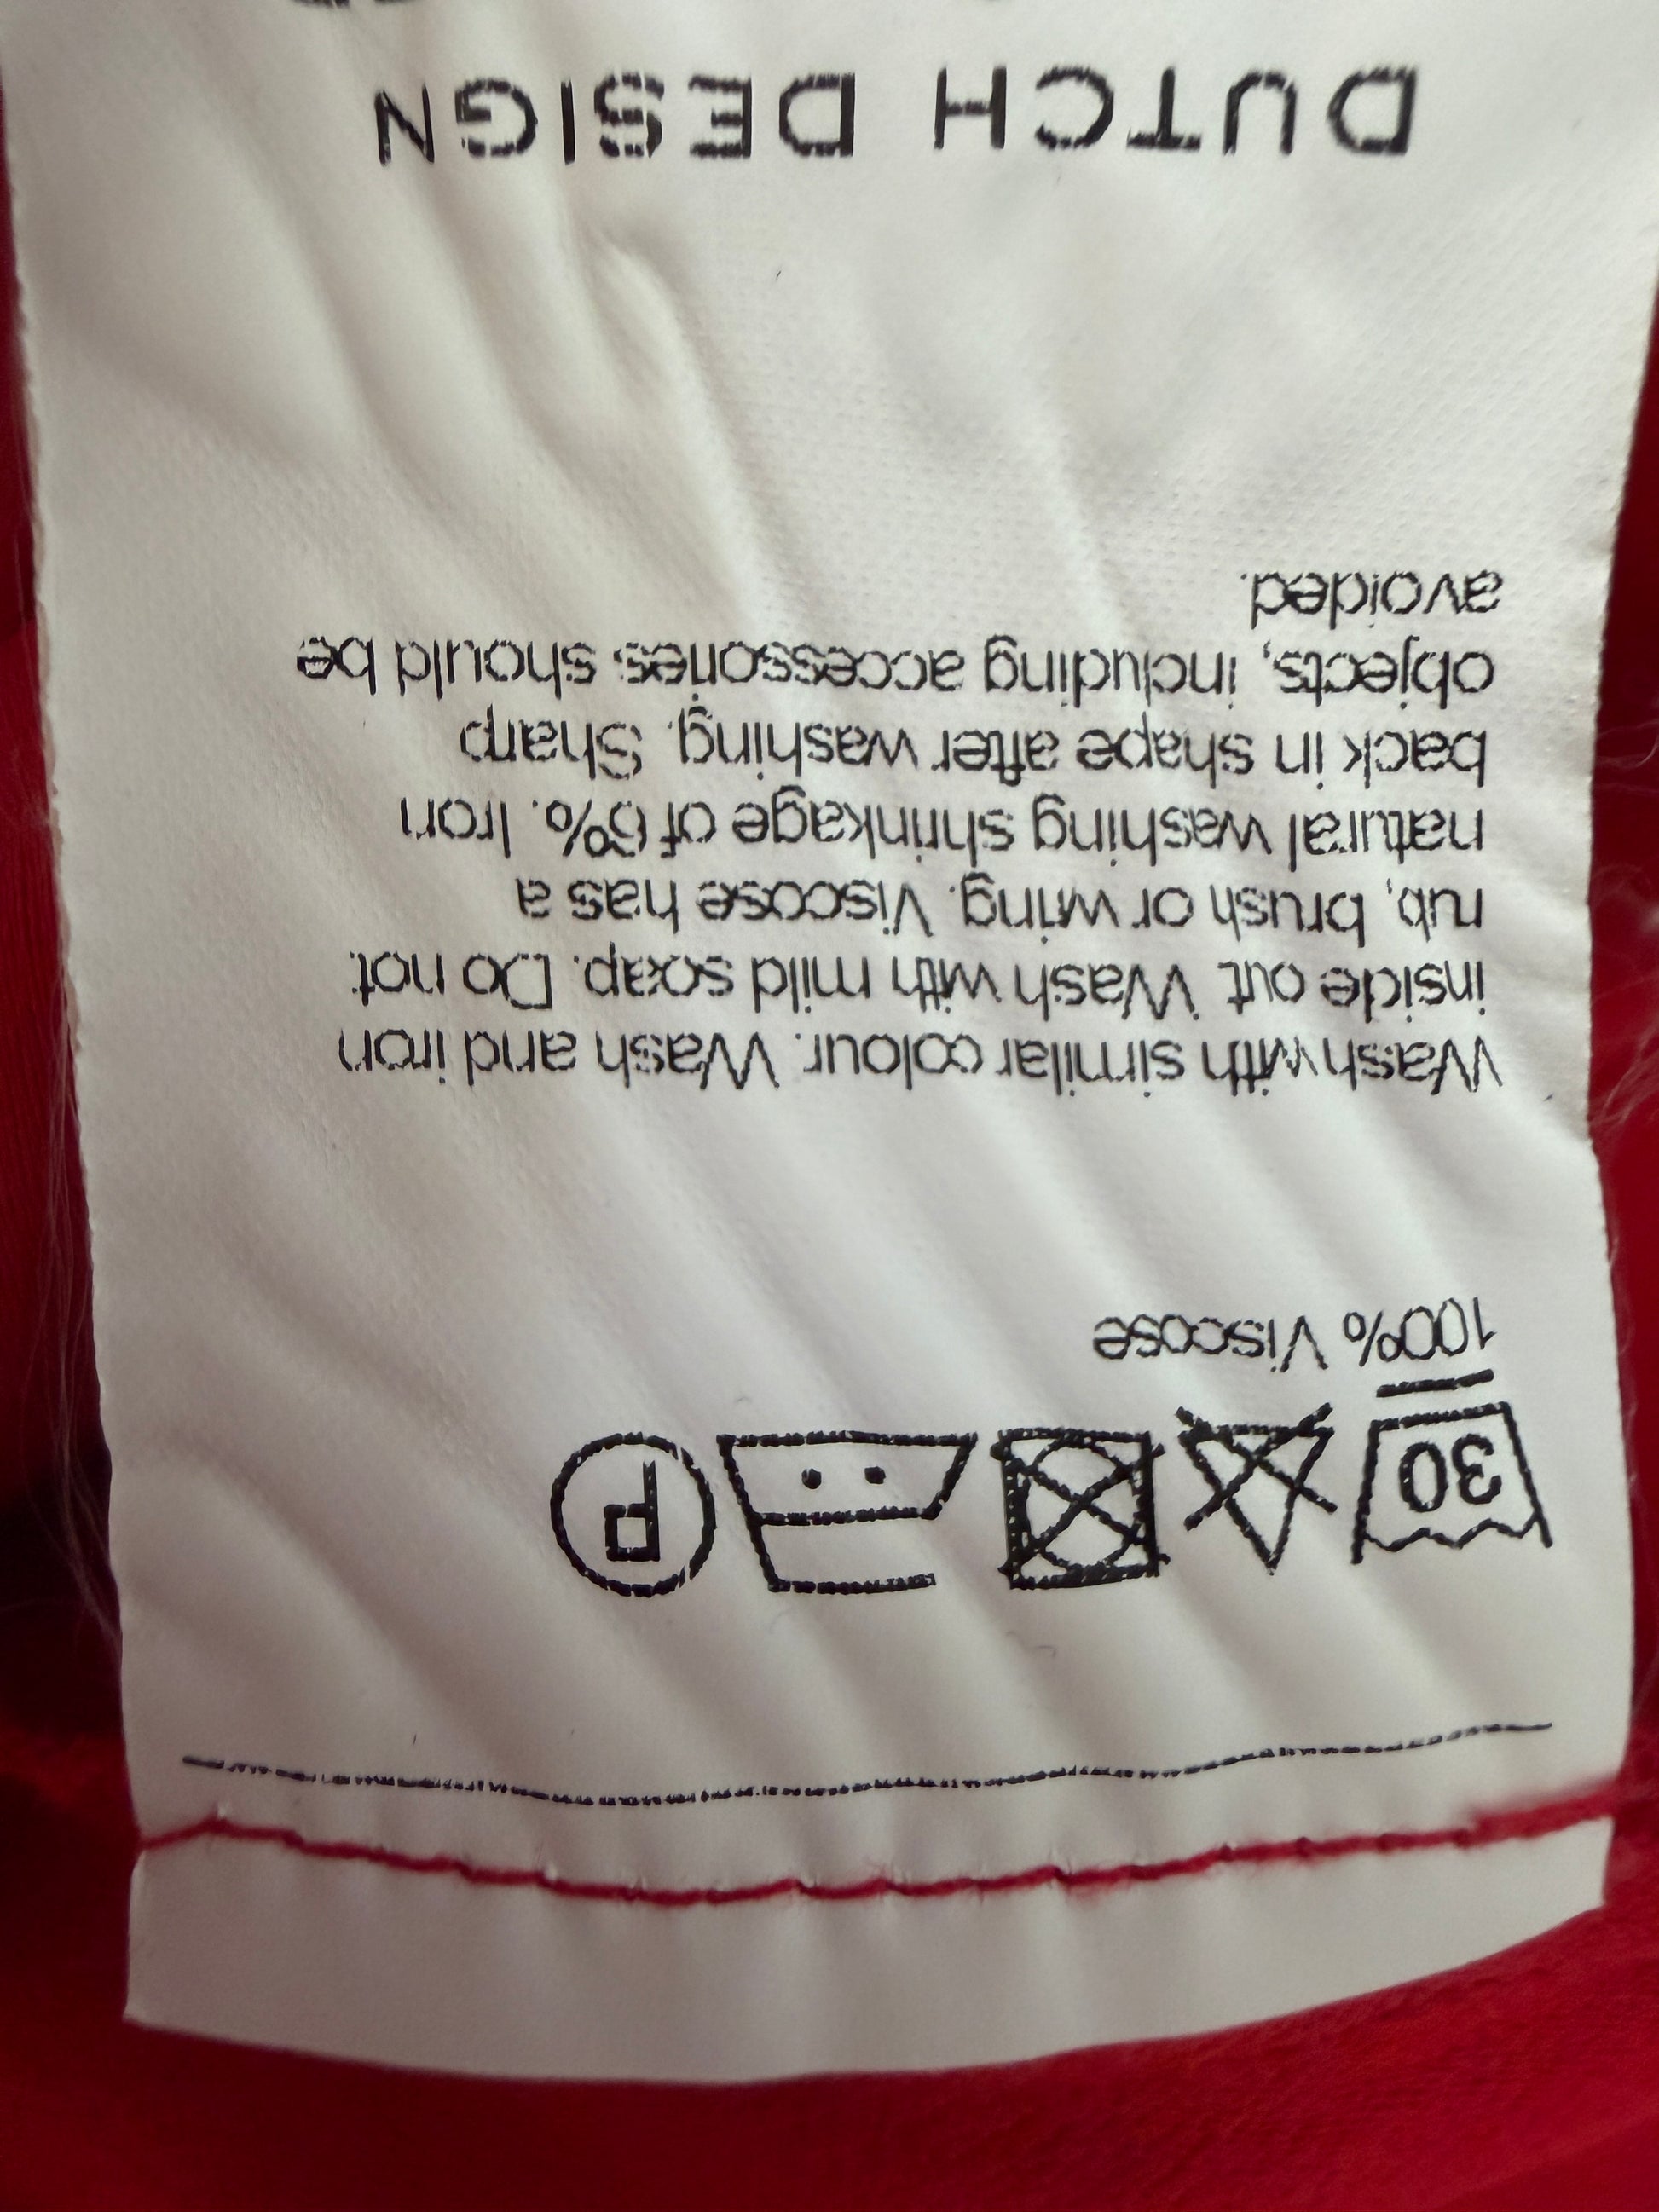 30 P
100% Viscose
Wash with similar colour. Wash and iron
inside out. Wash with mild soap. Do not
rub, brush or wring. Viscose has a
natural washing shrinkage of 6%. Iron
back in shape after washing. Sharp
objects, including accessories should be
avoided.
DUTCH DESIGN